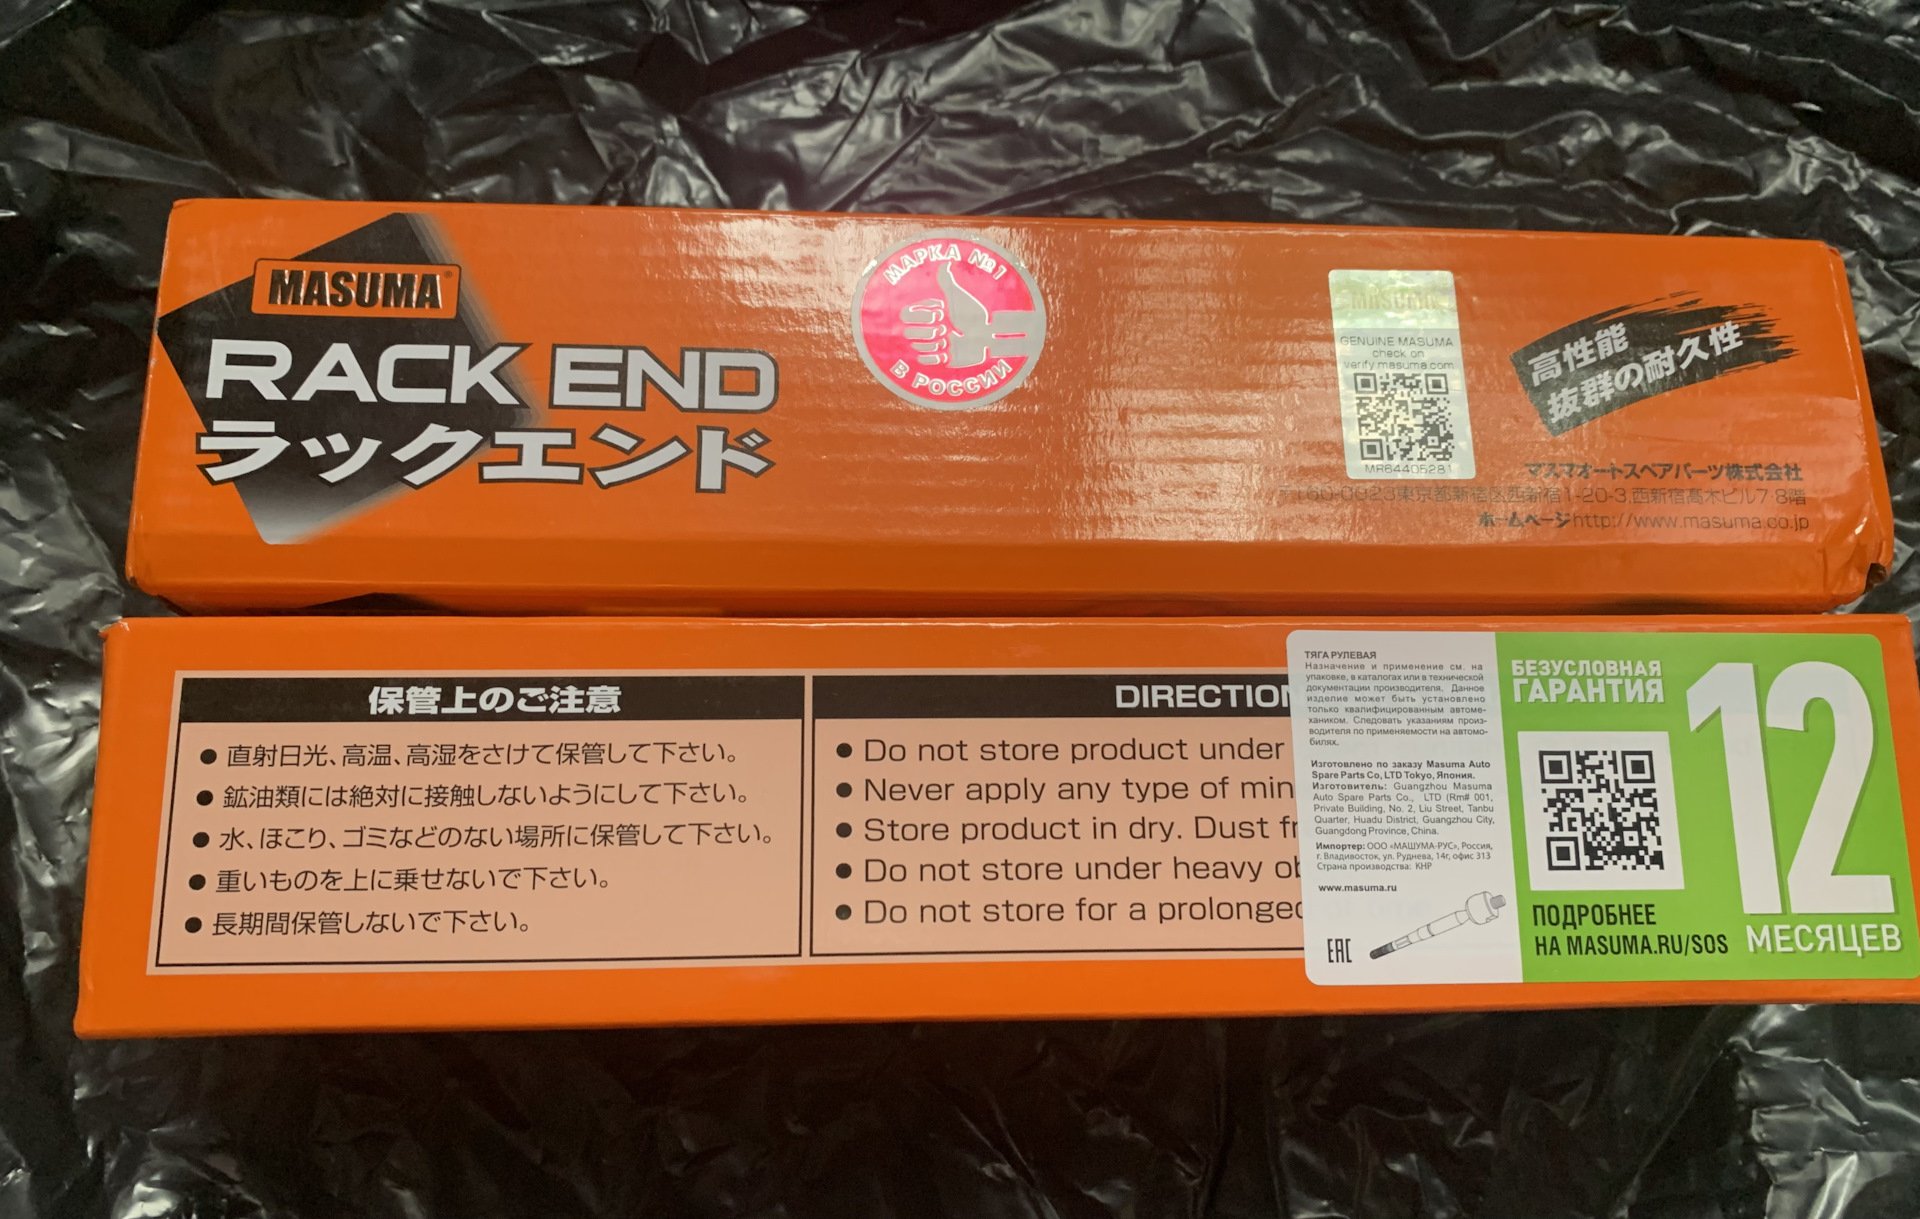 MASUMA®
RACK END
ラックエンド
МАРКА №1
В РОССИИ
MASUMA
GENUINE MASUMA
check on
verify.masuma.com
MR64405281
高性能
抜群の耐久性
マスマオートスペアパーツ株式会社
〒160-0023東京都新宿区西新宿1-20-3,西新宿高木ビル7·8階
ホームページhttp://www.masuma.co.jp
保管上のご注意
● 直射日光、高温、高湿をさけて保管して下さい。
● 鉱油類には絶対に接触しないようにして下さい。
● 水、ほこり、ゴミなどのない場所に保管して下さい。
● 重いものを上に乗せないで下さい。
● 長期間保管しないで下さい。
DIRECTION
● Do not store product under
● Never apply any type of min
● Store product in dry. Dust fr
● Do not store under heavy ob
● Do not store for a prolonged
ТЯГА РУЛЕВАЯ
Назначение и применение см. на
упаковке, в каталогах или в технической
документации производителя. Данное
изделие может быть установлено
только квалифицированным автоме-
хаником. Следовать указаниям произ-
водителя по применяемости на автомо-
билях.
Изготовлено по заказу Masuma Auto
Spare Parts Co, LTD Tokyo, Япония.
Изготовитель: Guangzhou Masuma
Auto Spare Parts Co., LTD (Rm# 001,
Private Building, No. 2, Liu Street, Tanbu
Quarter, Huadu District, Guangzhou City,
Guangdong Province, China.
Импортер: ООО «МАШУМА-РУС», Россия,
г. Владивосток, ул. Руднева, 14г, офис 313
Страна производства: КНР
www.masuma.ru
EAC
БЕЗУСЛОВНАЯ
ГАРАНТИЯ
12
МЕСЯЦЕВ
ПОДРОБНЕЕ
НА MASUMA.RU/SOS